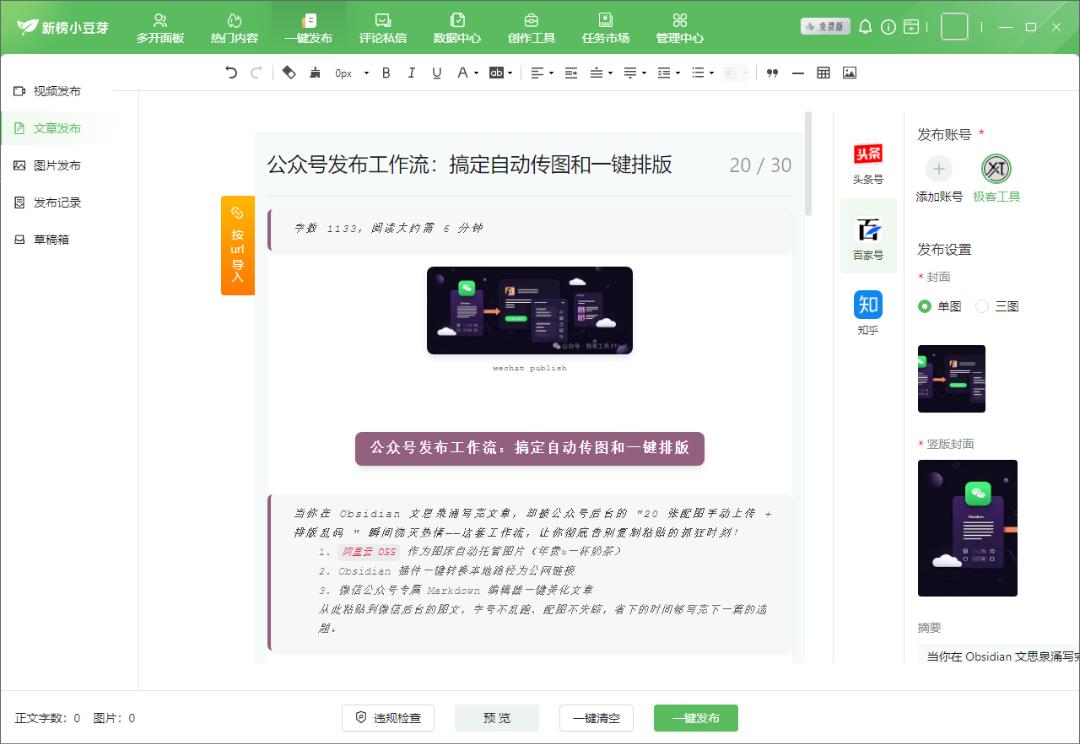 新榜小豆芽
多开面板
热门内容
一键发布
评论私信
数据中心
创作工具
任务市场
管理中心
免费版
0px
B I U A ab
视频发布
文章发布
图片发布
发布记录
草稿箱
按
url
导
入
公众号发布工作流：搞定自动传图和一键排版 20 / 30
字数 1133，阅读大约需 6 分钟
公众号 · 极客工具XT
wechat publish
公众号发布工作流：搞定自动传图和一键排版
当你在 Obsidian 文思泉涌写完文章，却被公众号后台的 "20 张配图手动上传 +
排版乱码 " 瞬间浇灭热情——这套工作流，让你彻底告别复制粘贴的抓狂时刻！
1. 阿里云 OSS 作为图床自动托管图片（年费≈一杯奶茶）
2. Obsidian 插件一键转换本地路径为公网链接
3. 微信公众号专属 Markdown 编辑器一键美化文章
从此粘贴到微信后台的图文，字号不乱跑、配图不失踪，省下的时间够写完下一篇的选
题。
头条
头条号
百
百家号
知
知乎
发布账号 *
XT
添加账号 极客工具
发布设置
* 封面
单图 三图
* 竖版封面
Obsidian
摘要
当你在 Obsidian 文思泉涌写完
正文字数：0 图片：0
违规检查
预 览
一键清空
一键发布